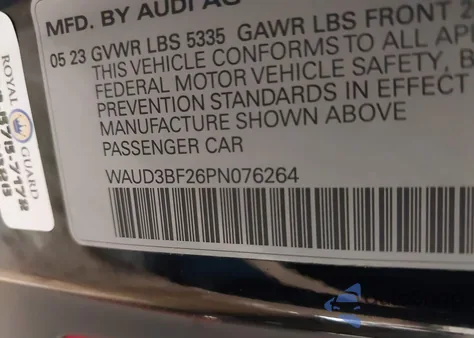 MFD. BY AUDI AG
05 23 GVWR LBS 5335 GAWR LBS FRONT
THIS VEHICLE CONFORMS TO ALL
FEDERAL MOTOR VEHICLE SAFETY,
PREVENTION STANDARDS IN EFFECT
MANUFACTURE SHOWN ABOVE
PASSENGER CAR
WAUD3BF26PN076264
ROYAL GUARD